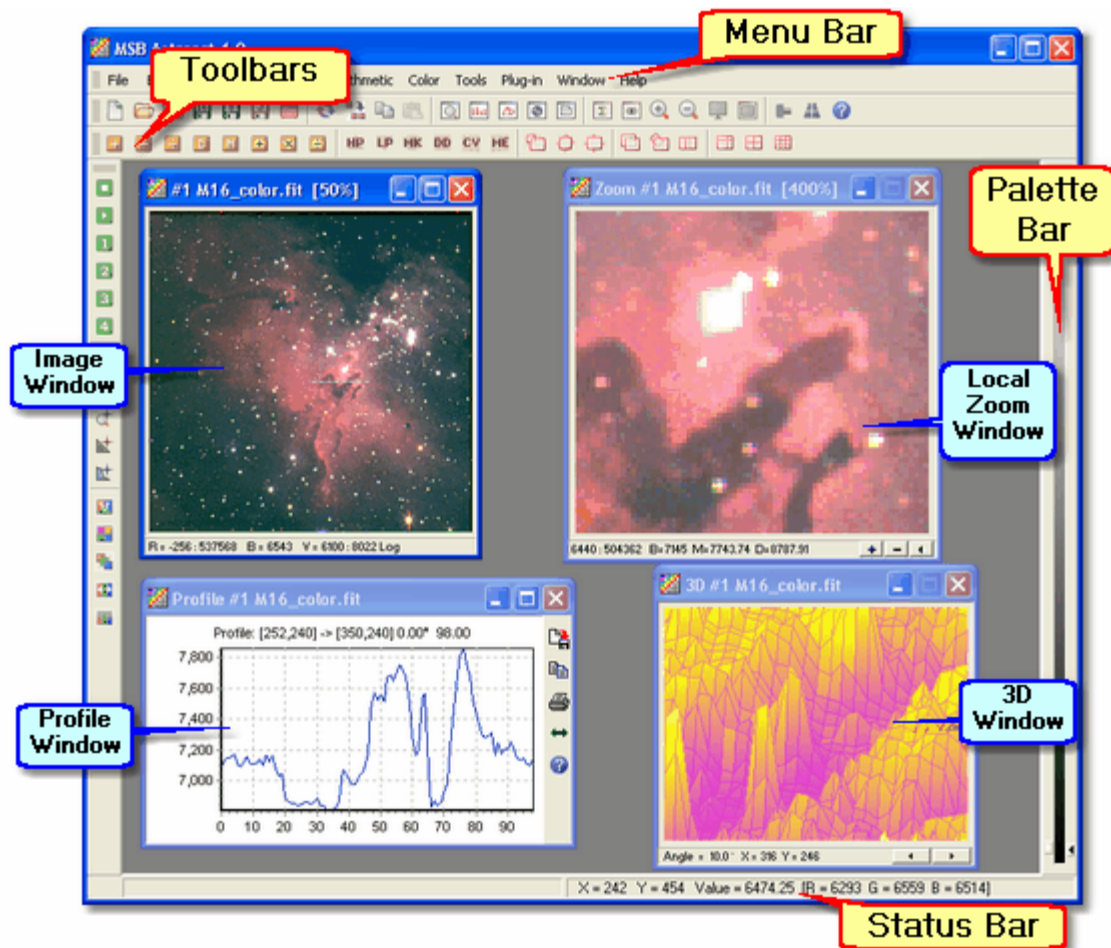 Menu Bar
MSB
Toolbars
File
Color Tools Plug-in Window Help
HP LP MK DD CV ME
#1 M16_color.fit [50%]
Zoom #1 M16_color.fit [400%]
Palette
Bar
1
2
3
4
Image
Window
Local
Zoom
Window
R = -256:537568 B = 6543 V = 6100:8022 Log
6440:504362 B=7145 M=7743.74 D=8787.91
Profile #1 M16_color.fit
3D #1 M16_color.fit
Profile: [252,240] -> [350,240] 0.00° 98.00
7,800
7,600
7,400
7,200
7,000
0 10 20 30 40 50 60 70 80 90
Profile
Window
3D
Window
Angle = 10.0° X = 316 Y = 246
X = 242 Y = 454 Value = 6474.25 [R = 6293 G = 6559 B = 6514]
Status Bar